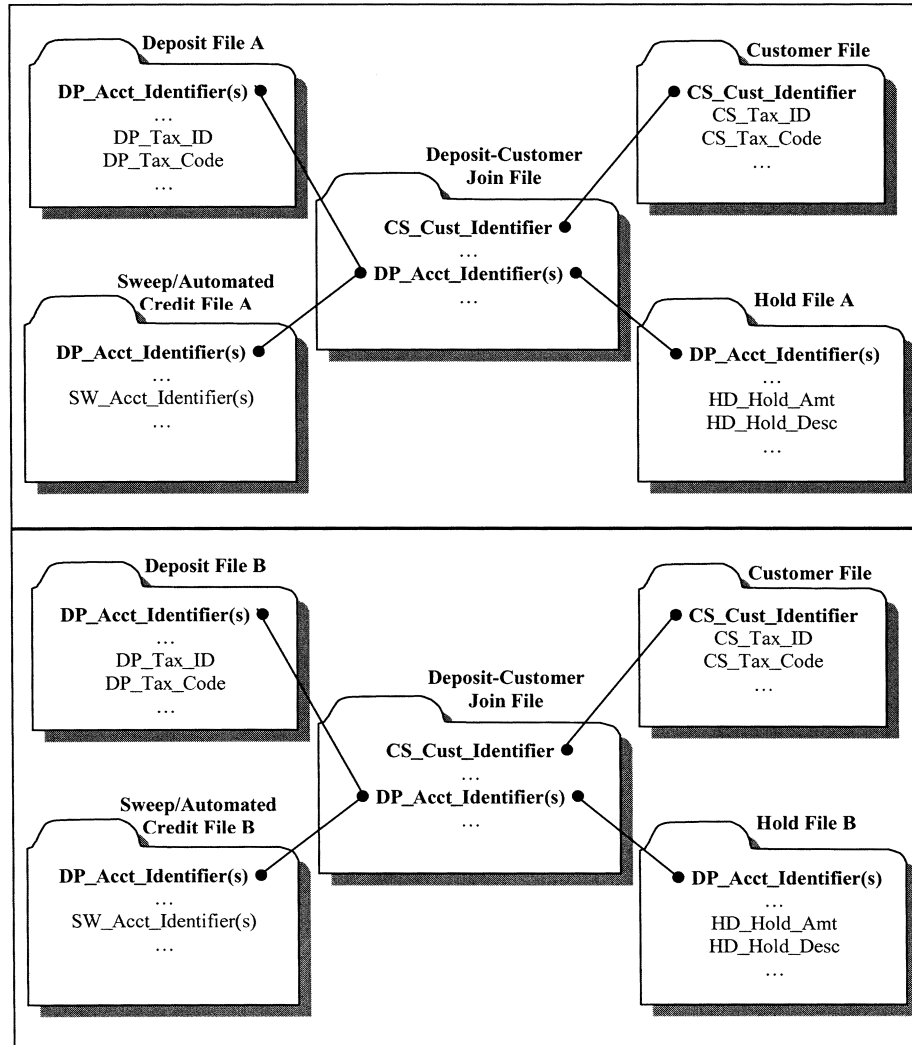 Deposit File A
DP_Acct_Identifier(s)
…
DP_Tax_ID
DP_Tax_Code
…
Customer File
CS_Cust_Identifier
CS_Tax_ID
CS_Tax_Code
…
Deposit-Customer
Join File
CS_Cust_Identifier
…
DP_Acct_Identifier(s)
…
Sweep/Automated
Credit File A
DP_Acct_Identifier(s)
…
SW_Acct_Identifier(s)
…
Hold File A
DP_Acct_Identifier(s)
…
HD_Hold_Amt
HD_Hold_Desc
…
Deposit File B
DP_Acct_Identifier(s)
…
DP_Tax_ID
DP_Tax_Code
…
Customer File
CS_Cust_Identifier
CS_Tax_ID
CS_Tax_Code
…
Deposit-Customer
Join File
CS_Cust_Identifier
…
DP_Acct_Identifier(s)
…
Sweep/Automated
Credit File B
DP_Acct_Identifier(s)
…
SW_Acct_Identifier(s)
…
Hold File B
DP_Acct_Identifier(s)
…
HD_Hold_Amt
HD_Hold_Desc
…